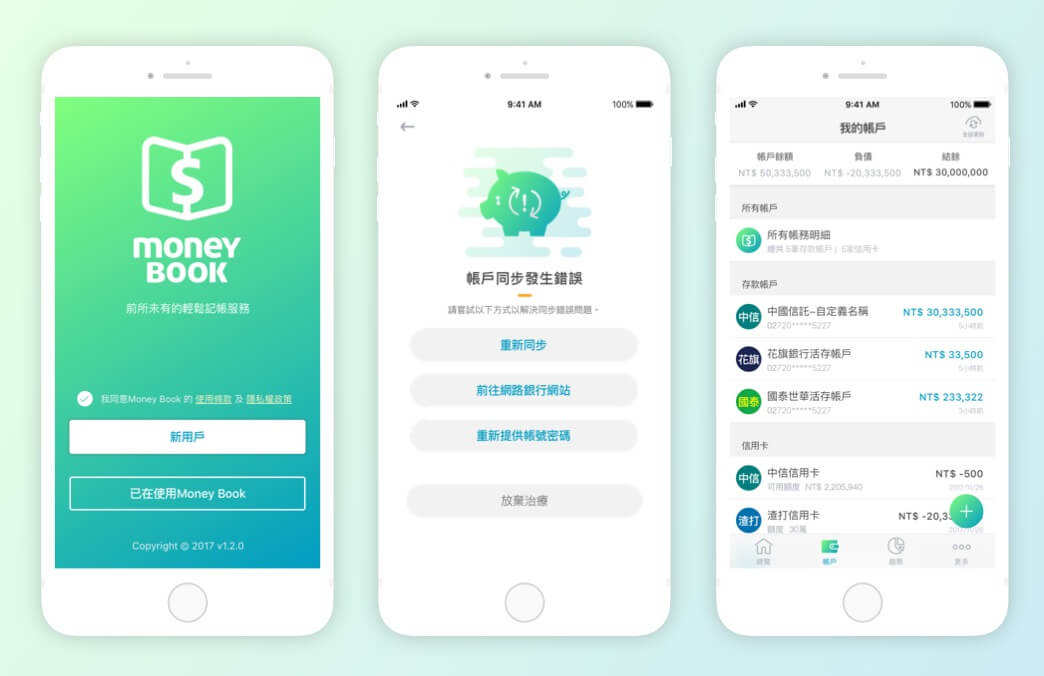 $
money
BOOK
前所未有的輕鬆記帳服務
我同意Money Book 的 使用條款 及 隱私權政策
新用戶
已在使用Money Book
Copyright © 2017 v1.2.0
9:41 AM
100%
!
帳戶同步發生錯誤
請嘗試以下方式以解決同步錯誤問題。
重新同步
前往網路銀行網站
重新提供帳號密碼
放棄治療
9:41 AM
100%
我的帳戶
帳戶餘額 負債 結餘
NT$ 50,333,500 NT$ -20,333,500 NT$ 30,000,000
所有帳戶
$
所有帳務明細
總共 5筆存款帳戶 | 5家信用卡
存款帳戶
中信 中國信託-自定義名稱 NT$ 30,333,500
02720*****5227 5小時前
花旗 花旗銀行活存帳戶 NT$ 33,500
02720*****5227 5小時前
國泰 國泰世華活存帳戶 NT$ 233,322
02720*****5227 3小時前
信用卡
中信 中信信用卡 NT$ -500
可用額度 NT$ 2,205,940 2017/11/26
渣打 渣打信用卡 NT$ -20,33
額度 30萬
總覽 帳戶 趨勢 更多